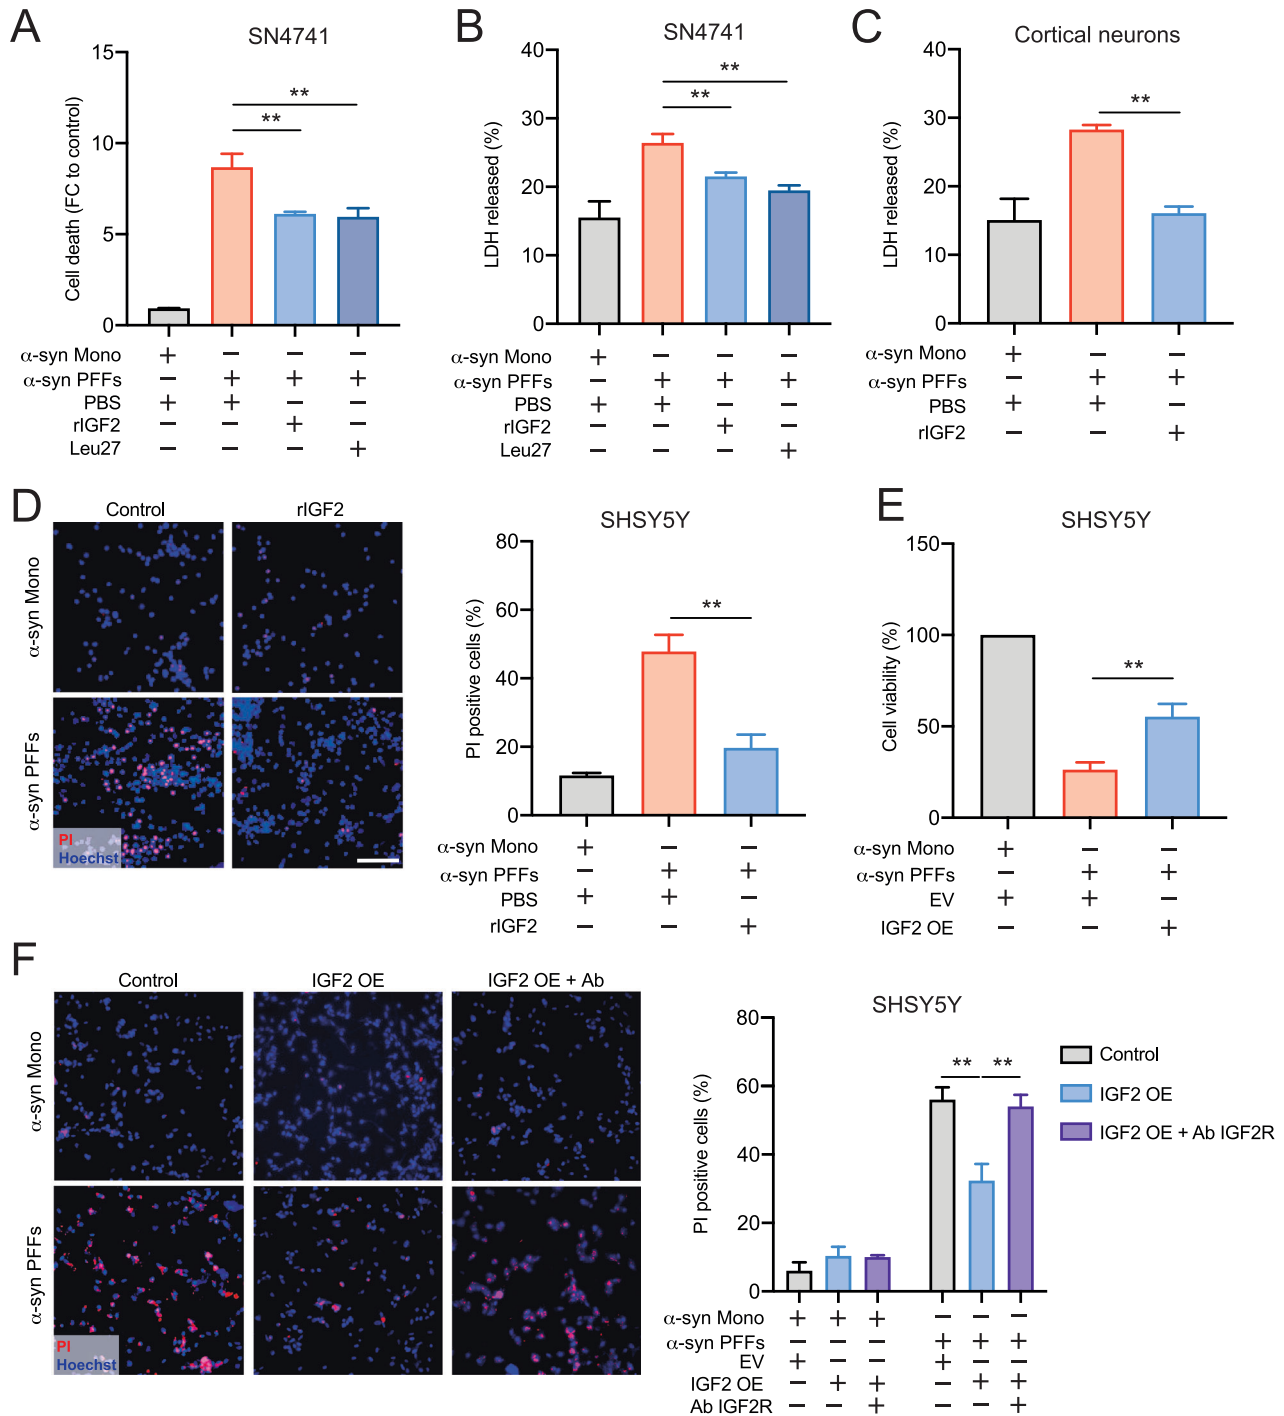 A
SN4741
Cell death (FC to control)
15
10
5
0
**
**
α-syn Mono + − − −
α-syn PFFs − + + +
PBS + + − −
rIGF2 − − + −
Leu27 − − − +
B
SN4741
LDH released (%)
40
30
20
10
0
**
**
α-syn Mono + − − −
α-syn PFFs − + + +
PBS + + − −
rIGF2 − − + −
Leu27 − − − +
C
Cortical neurons
LDH released (%)
40
30
20
10
0
**
α-syn Mono + − −
α-syn PFFs − + +
PBS + + −
rIGF2 − − +
D
Control rIGF2
α-syn Mono
α-syn PFFs
PI
Hoechst
SHSY5Y
PI positive cells (%)
80
60
40
20
0
**
α-syn Mono + − −
α-syn PFFs − + +
PBS + + −
rIGF2 − − +
E
SHSY5Y
Cell viability (%)
150
100
50
0
**
α-syn Mono + − −
α-syn PFFs − + +
EV + + −
IGF2 OE − − +
F
Control IGF2 OE IGF2 OE + Ab
α-syn Mono
α-syn PFFs
PI
Hoechst
SHSY5Y
PI positive cells (%)
80
60
40
20
0
** **
Control
IGF2 OE
IGF2 OE + Ab IGF2R
α-syn Mono + + + − − −
α-syn PFFs − − − + + +
EV + − − + − −
IGF2 OE − + + − + +
Ab IGF2R − − + − − +